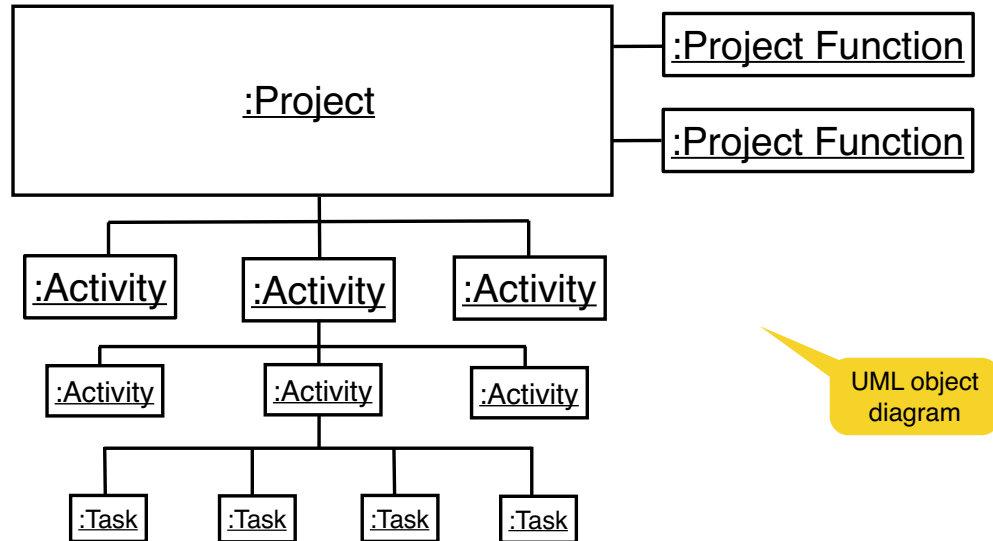 :Project
:Project Function
:Project Function
:Activity
:Activity
:Activity
:Activity
:Activity
:Activity
UML object
diagram
:Task
:Task
:Task
:Task